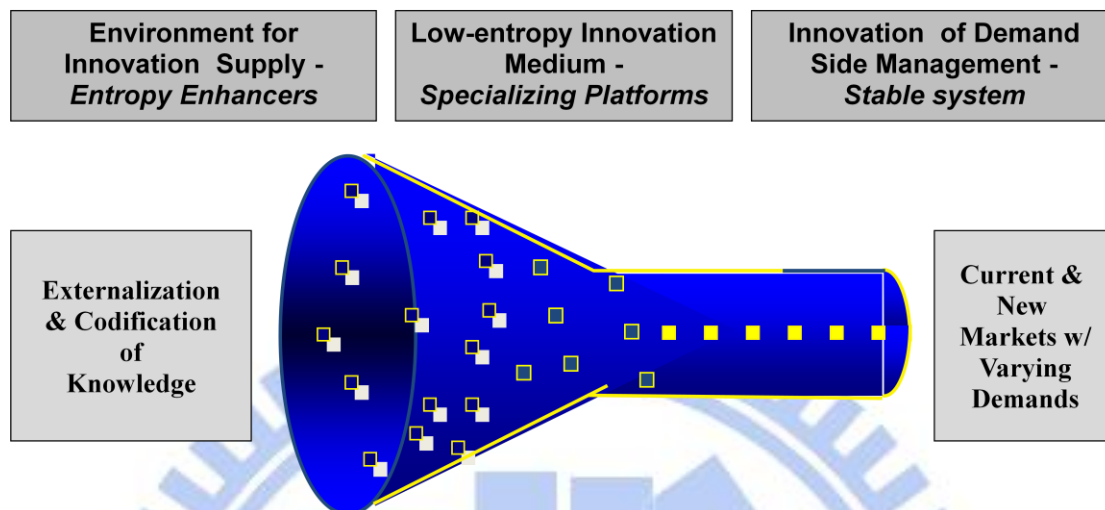 Environment for
Innovation Supply -
Entropy Enhancers
Low-entropy Innovation
Medium -
Specializing Platforms
Innovation of Demand
Side Management -
Stable system
Externalization
& Codification
of
Knowledge
Current &
New
Markets w/
Varying
Demands